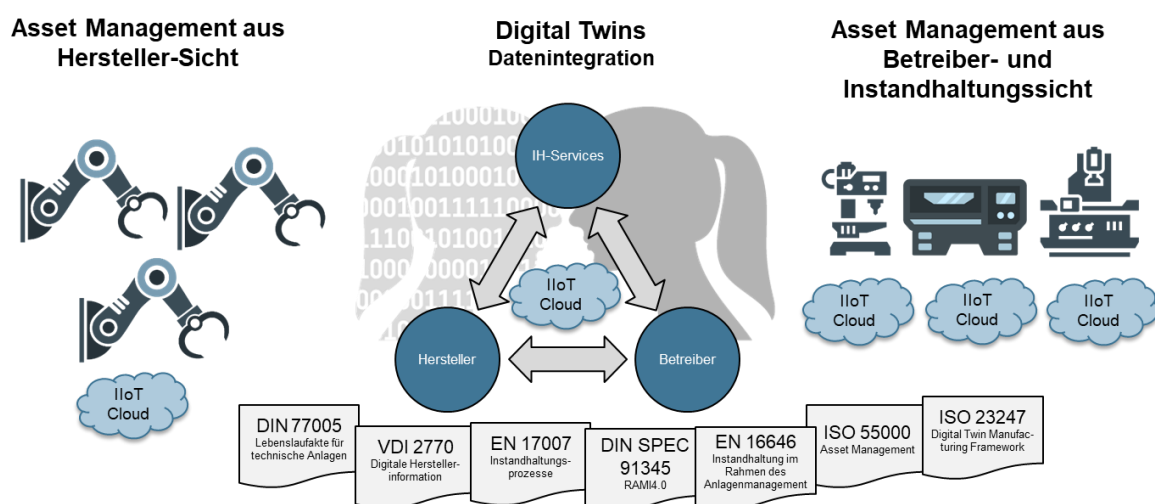 Asset Management aus
Hersteller-Sicht
Digital Twins
Datenintegration
Asset Management aus
Betreiber- und
Instandhaltungssicht
IH-Services
IIoT
Cloud
Hersteller
Betreiber
IIoT
Cloud
IIoT
Cloud
IIoT
Cloud
IIoT
Cloud
DIN 77005
Lebenslaufakte für
technische Anlagen
VDI 2770
Digitale Hersteller-
information
EN 17007
Instandhaltungs-
prozesse
DIN SPEC
91345
RAMI4.0
EN 16646
Instandhaltung im
Rahmen des
Anlagenmanagement
ISO 55000
Asset Management
ISO 23247
Digital Twin Manufac-
turing Framework